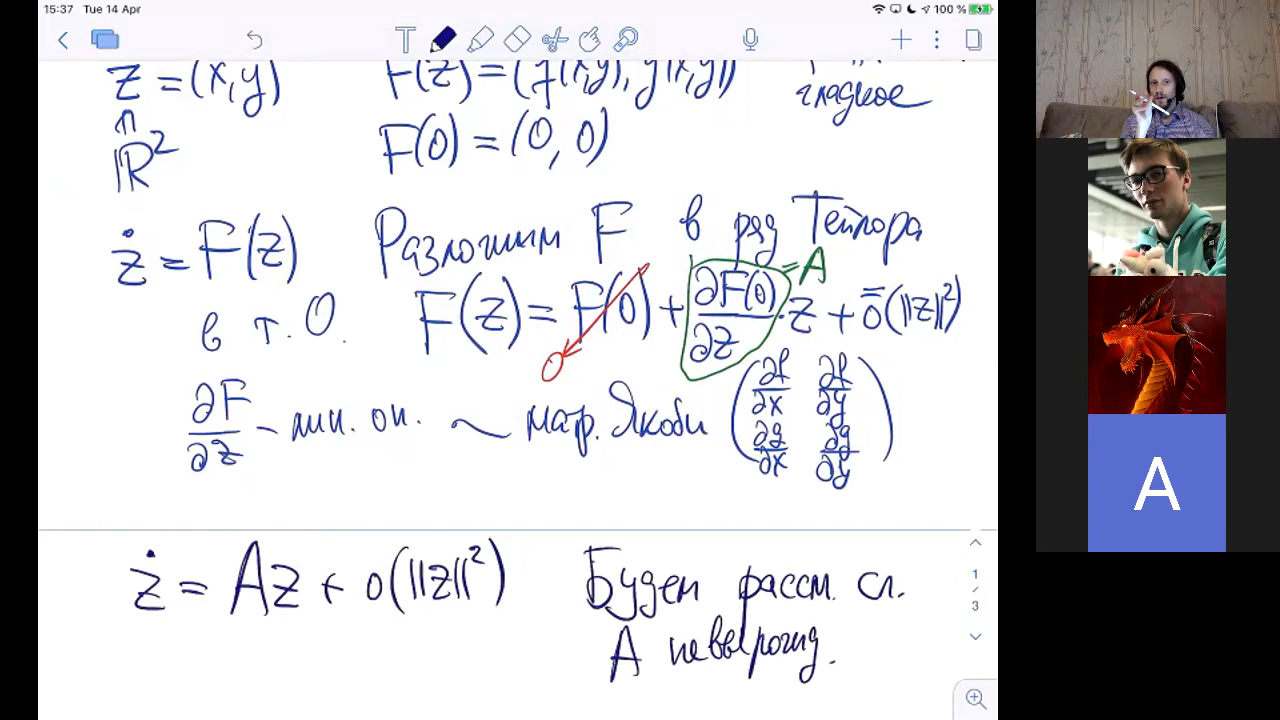 15:37 Tue 14 Apr
100 %
z = (x,y) F(z) = (f(x,y), g(x,y))
гладкое
ℝ² F(0) = (0, 0)
ż = F(z) Разложим F в ряд Тейлора
в т. 0. F(z) = F(0) + ∂F(0)/∂z · z + ō(||z||²)
= A
0
∂F/∂z – лин. оп. ~ матр. Якоби (∂f/∂x ∂f/∂y
∂g/∂x ∂g/∂y)
ż = Az + o(||z||²) Будем рассм. сл.
A невырожд.
1
/
3
A